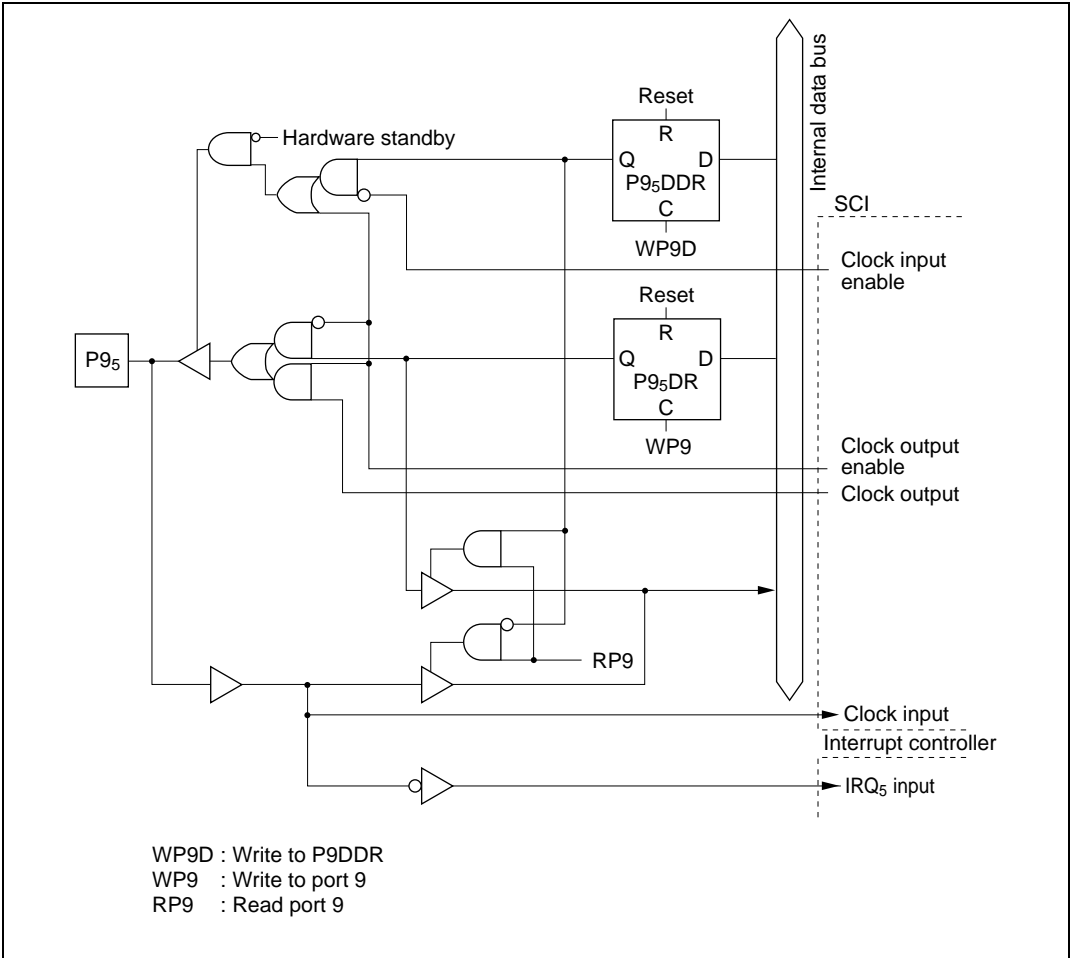 Internal data bus
Reset
Hardware standby
R
Q D
P9₅DDR
C
SCI
WP9D
Clock input
enable
Reset
R
P9₅
Q D
P9₅DR
C
WP9
Clock output
enable
Clock output
RP9
Clock input
Interrupt controller
IRQ₅ input
WP9D : Write to P9DDR
WP9 : Write to port 9
RP9 : Read port 9